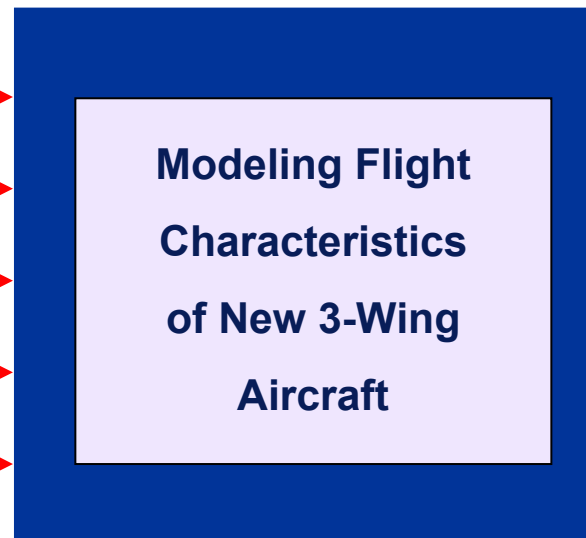 Modeling Flight
Characteristics
of New 3-Wing
Aircraft